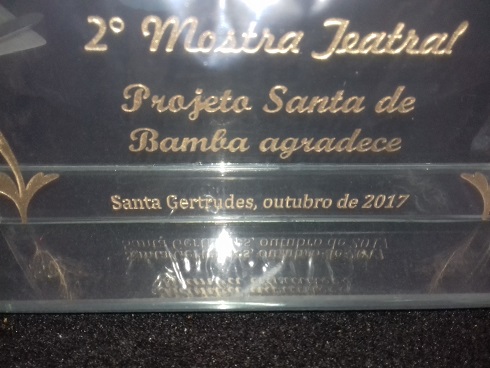 2º Mostra Teatral
Projeto Santa de
Bamba agradece
Santa Gertrudes, outubro de 2017